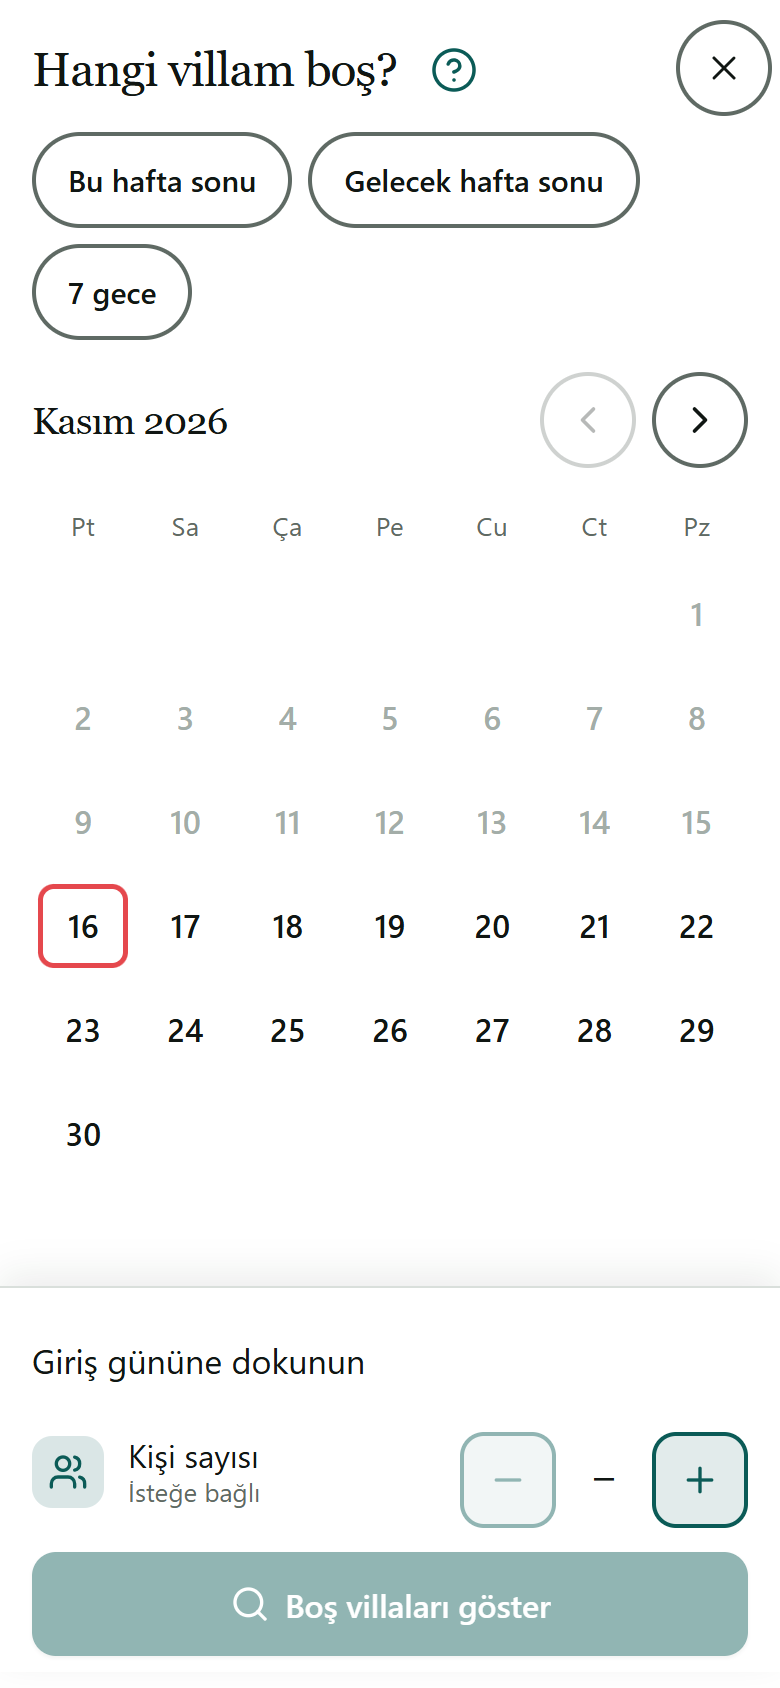 Hangi villam boş?
Bu hafta sonu
Gelecek hafta sonu
7 gece
Kasım 2026
Pt Sa Ça Pe Cu Ct Pz
1
2 3 4 5 6 7 8
9 10 11 12 13 14 15
16 17 18 19 20 21 22
23 24 25 26 27 28 29
30
Giriş gününe dokunun
Kişi sayısı
İsteğe bağlı
− – +
Boş villaları göster